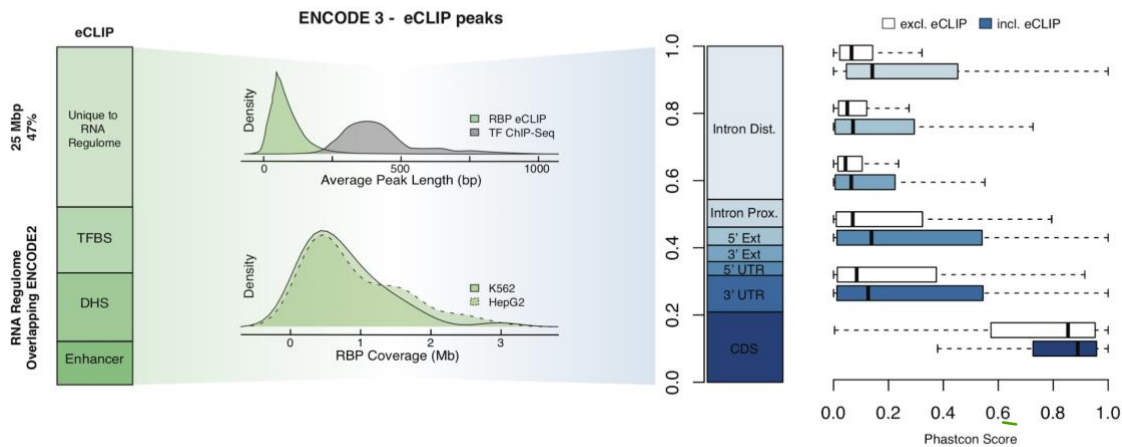 ENCODE 3 - eCLIP peaks
eCLIP
25 Mbp
47%
Unique to
RNA
Regulome
RNA Regulome
Overlapping ENCODE2
TFBS
DHS
Enhancer
Density
RBP eCLIP
TF ChIP-Seq
0 500 1000
Average Peak Length (bp)
Density
K562
HepG2
0 1 2 3
RBP Coverage (Mb)
1.0
0.8
0.6
0.4
0.2
0.0
Intron Dist.
Intron Prox.
5' Ext
3' Ext
5' UTR
3' UTR
CDS
excl. eCLIP incl. eCLIP
0.0 0.2 0.4 0.6 0.8 1.0
Phastcon Score